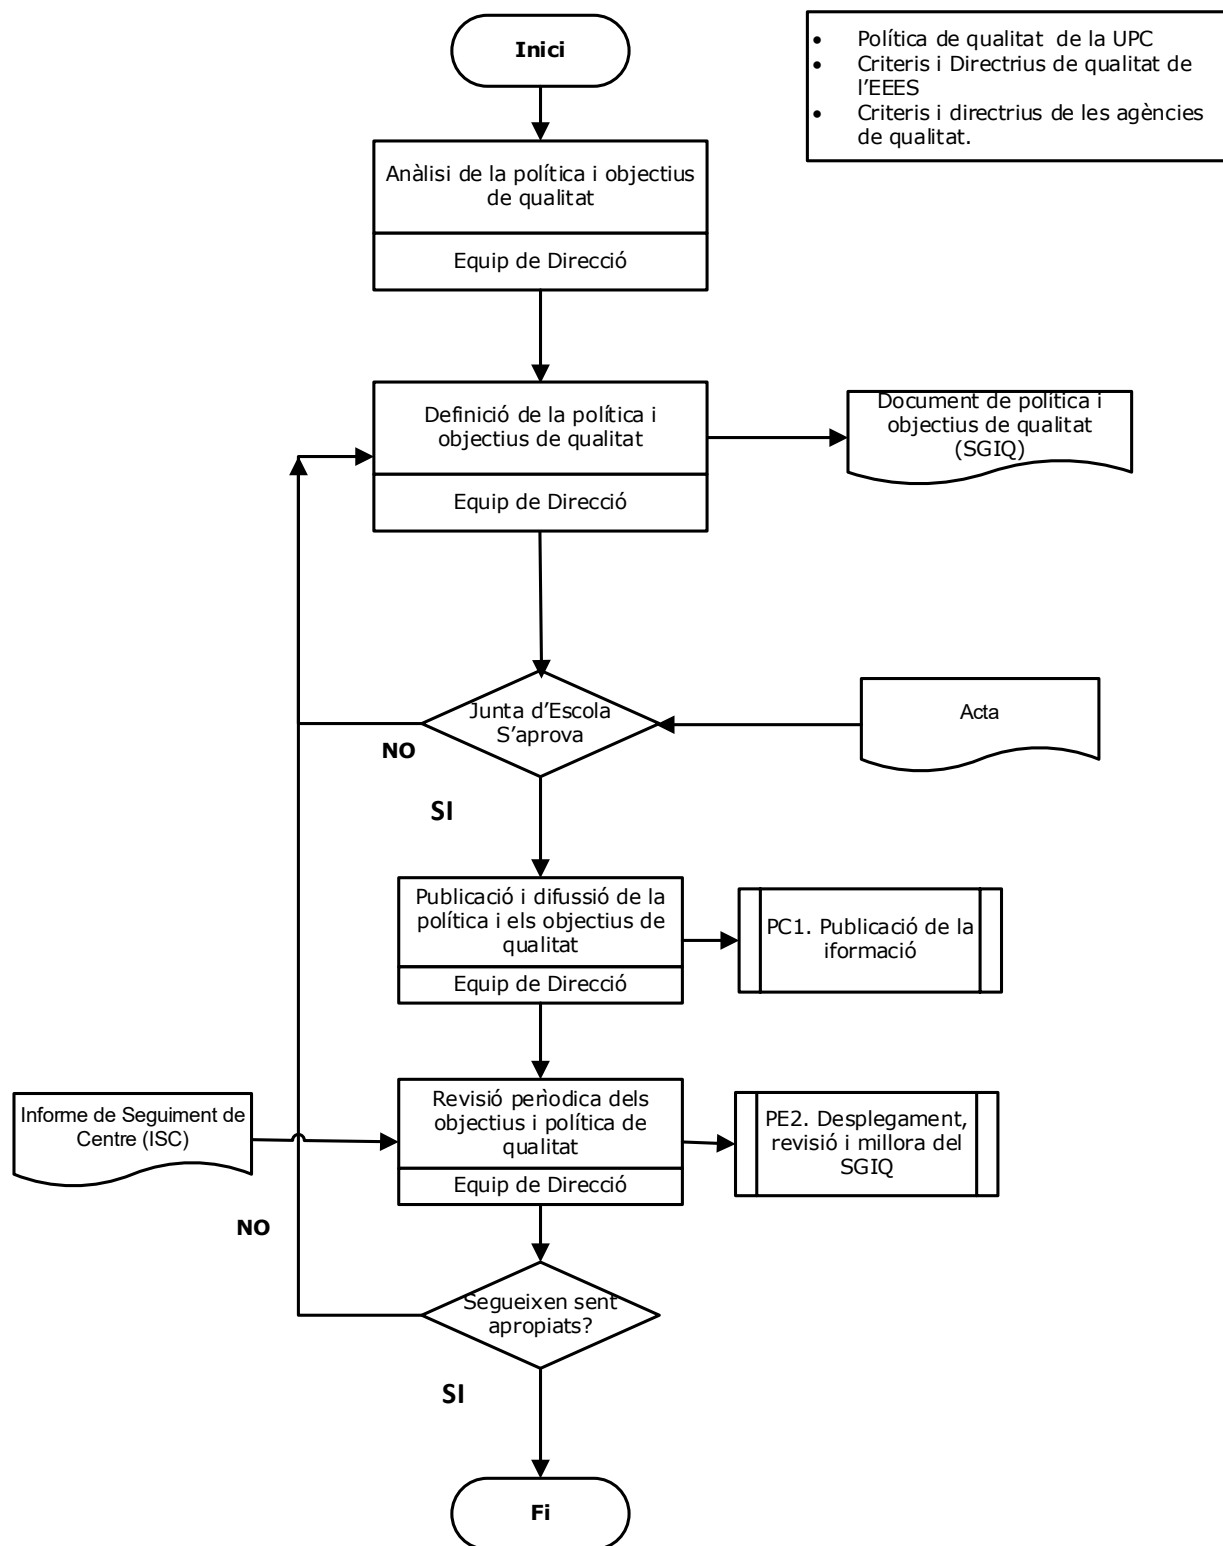 Inici
• Política de qualitat de la UPC
• Criteris i Directrius de qualitat de
l'EEES
• Criteris i directrius de les agències
de qualitat.
Anàlisi de la política i objectius
de qualitat
Equip de Direcció
Definició de la política i
objectius de qualitat
Equip de Direcció
Document de política i
objectius de qualitat
(SGIQ)
Junta d'Escola
S'aprova
NO
SI
Acta
Publicació i difussió de la
política i els objectius de
qualitat
Equip de Direcció
PC1. Publicació de la
iformació
Informe de Seguiment de
Centre (ISC)
Revisió perìodica dels
objectius i política de
qualitat
Equip de Direcció
PE2. Desplegament,
revisió i millora del
SGIQ
NO
Segueixen sent
apropiats?
SI
Fi